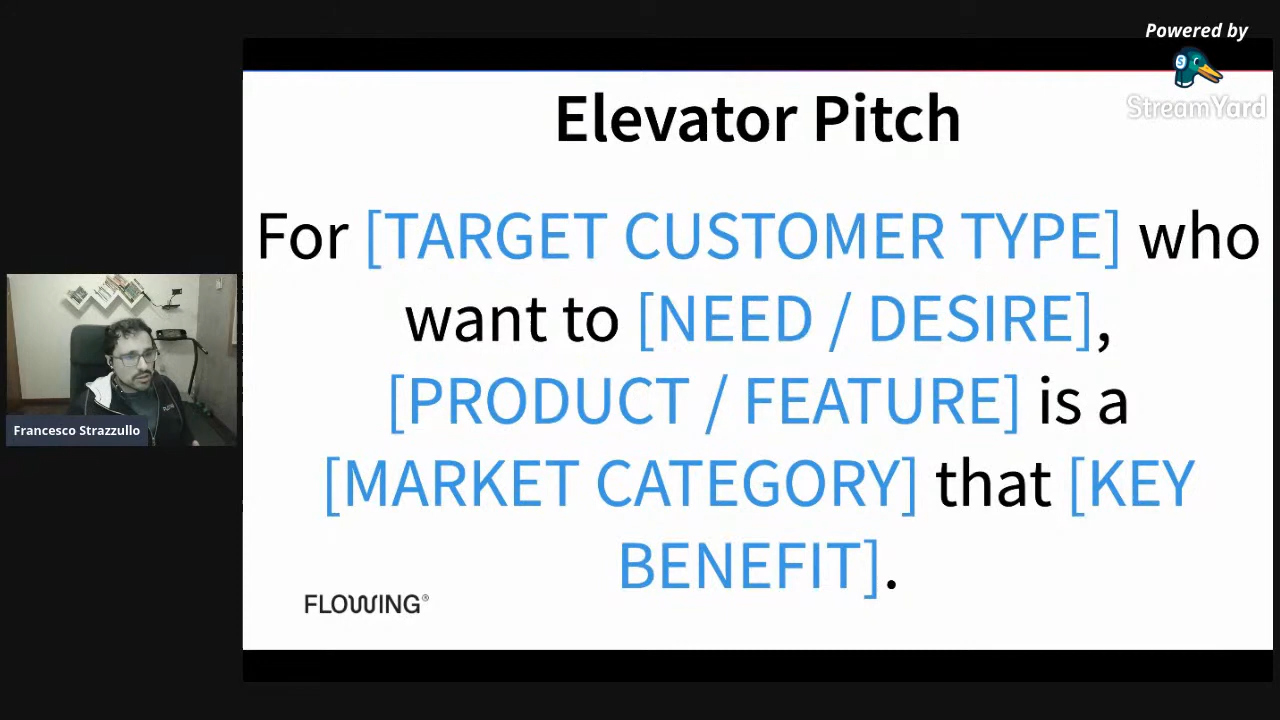 Powered by
StreamYard
Elevator Pitch
For [TARGET CUSTOMER TYPE] who
want to [NEED / DESIRE],
[PRODUCT / FEATURE] is a
[MARKET CATEGORY] that [KEY
BENEFIT].
FLOWING®
Francesco Strazzullo